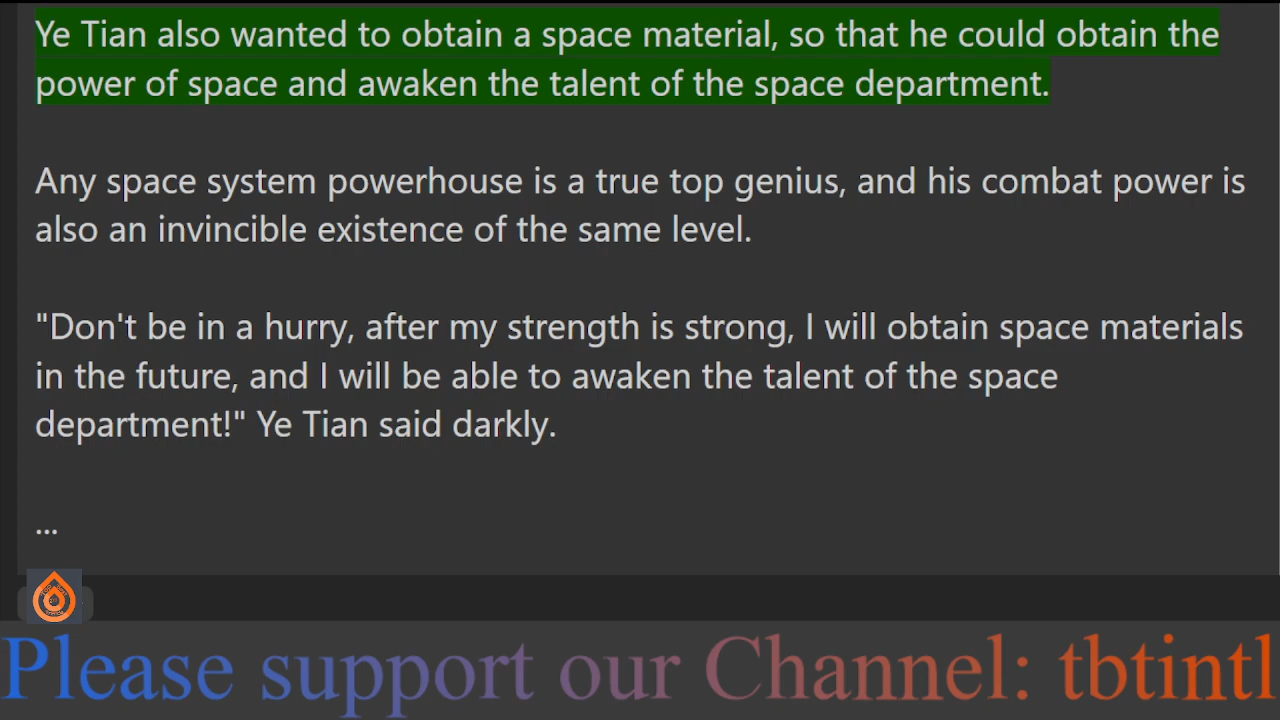 Ye Tian also wanted to obtain a space material, so that he could obtain the
power of space and awaken the talent of the space department.
Any space system powerhouse is a true top genius, and his combat power is
also an invincible existence of the same level.
"Don't be in a hurry, after my strength is strong, I will obtain space materials
in the future, and I will be able to awaken the talent of the space
department!" Ye Tian said darkly.
...
Please support our Channel: tbtintl